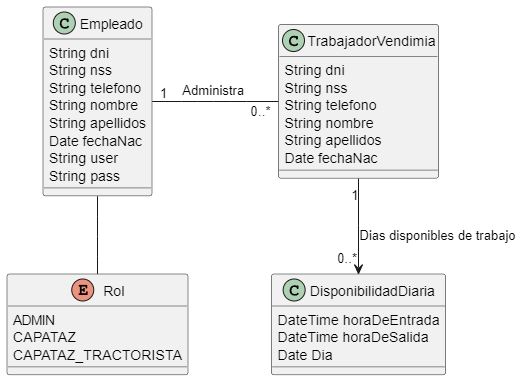 C Empleado
String dni
String nss
String telefono
String nombre
String apellidos
Date fechaNac
String user
String pass
1 Administra 0..*
C TrabajadorVendimia
String dni
String nss
String telefono
String nombre
String apellidos
Date fechaNac
1
Dias disponibles de trabajo
0..*
E Rol
ADMIN
CAPATAZ
CAPATAZ_TRACTORISTA
C DisponibilidadDiaria
DateTime horaDeEntrada
DateTime horaDeSalida
Date Dia